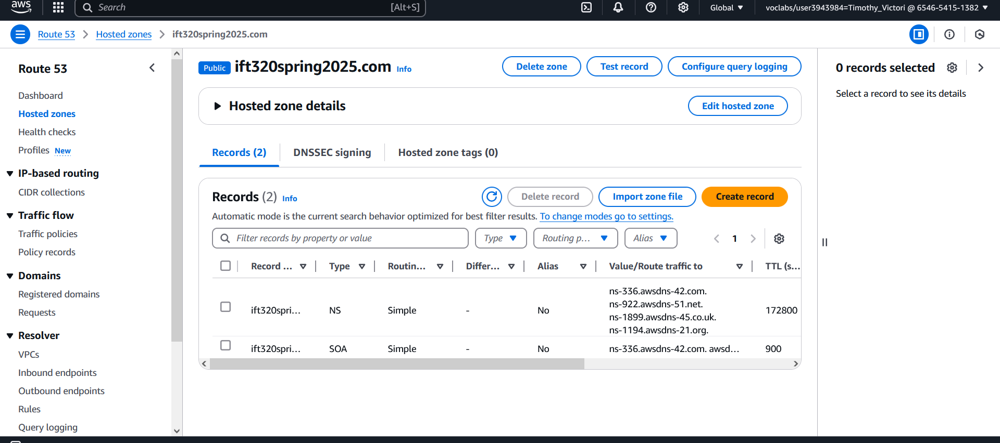 aws
Search
[Alt+S]
Global
voclabs/user3943984=Timothy_Victori @ 6546-5415-1382
Route 53
Hosted zones
ift320spring2025.com
Route 53
Dashboard
Hosted zones
Health checks
Profiles New
IP-based routing
CIDR collections
Traffic flow
Traffic policies
Policy records
Domains
Registered domains
Requests
Resolver
VPCs
Inbound endpoints
Outbound endpoints
Rules
Query logging
Public ift320spring2025.com Info
Delete zone
Test record
Configure query logging
Hosted zone details
Edit hosted zone
Records (2)
DNSSEC signing
Hosted zone tags (0)
Records (2) Info
Delete record
Import zone file
Create record
Automatic mode is the current search behavior optimized for best filter results. To change modes go to settings.
Filter records by property or value
Type
Routing p...
Alias
1
Record ... Type Routin... Differ... Alias Value/Route traffic to TTL (s...
ns-336.awsdns-42.com.
ns-922.awsdns-51.net.
ift320spri... NS Simple - No ns-1899.awsdns-45.co.uk. 172800
ns-1194.awsdns-21.org.
ift320spri... SOA Simple - No ns-336.awsdns-42.com. awsd... 900
0 records selected
Select a record to see its details